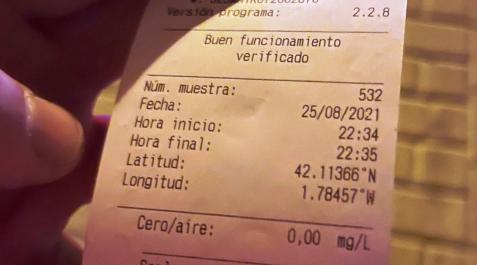 Versión programa: 2.2.8
Buen funcionamiento
verificado
Núm. muestra: 532
Fecha: 25/08/2021
Hora inicio: 22:34
Hora final: 22:35
Latitud: 42.11366°N
Longitud: 1.78457°W
Cero/aire: 0,00 mg/L